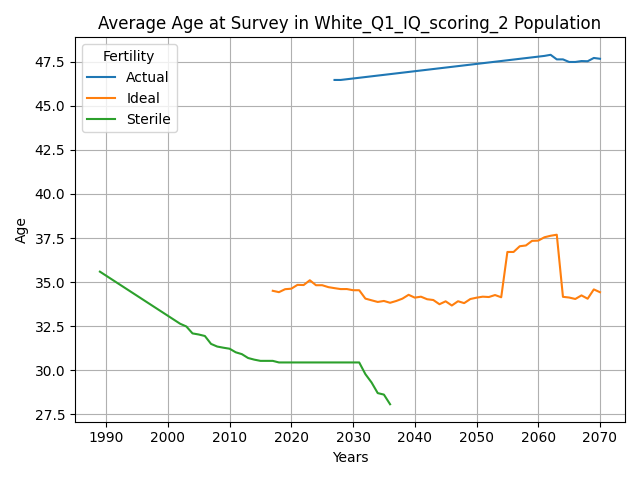 Average Age at Survey in White_Q1_IQ_scoring_2 Population
Fertility
Actual
Ideal
Sterile
47.5
45.0
42.5
40.0
37.5
35.0
32.5
30.0
27.5
Age
1990 2000 2010 2020 2030 2040 2050 2060 2070
Years